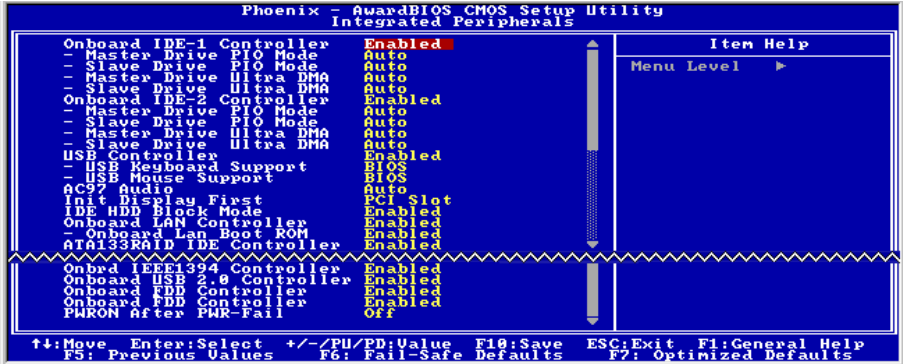 Phoenix - AwardBIOS CMOS Setup Utility
Integrated Peripherals
Onboard IDE-1 Controller Enabled
- Master Drive PIO Mode Auto
- Slave Drive PIO Mode Auto
- Master Drive Ultra DMA Auto
- Slave Drive Ultra DMA Auto
Onboard IDE-2 Controller Enabled
- Master Drive PIO Mode Auto
- Slave Drive PIO Mode Auto
- Master Drive Ultra DMA Auto
- Slave Drive Ultra DMA Auto
USB Controller Enabled
- USB Keyboard Support BIOS
- USB Mouse Support BIOS
AC97 Audio Auto
Init Display First PCI Slot
IDE HDD Block Mode Enabled
Onboard LAN Controller Enabled
- Onboard Lan Boot ROM Enabled
ATA133RAID IDE Controller Enabled
Onbrd IEEE1394 Controller Enabled
Onboard USB 2.0 Controller Enabled
Onboard FDD Controller Enabled
Onboard FDD Controller Enabled
PWRON After PWR-Fail Off
Item Help
Menu Level ▶
↑↓:Move Enter:Select +/-/PU/PD:Value F10:Save ESC:Exit F1:General Help
F5: Previous Values F6: Fail-Safe Defaults F7: Optimized Defaults